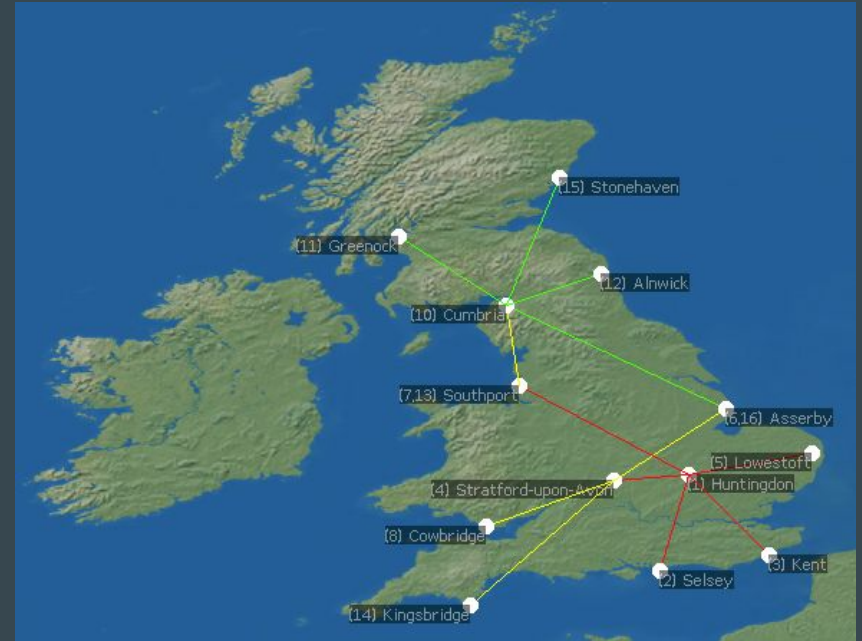 (15) Stonehaven
(11) Greenock
(12) Alnwick
(10) Cumbria
(7,13) Southport
(6,16) Asserby
(5) Lowestoft
(4) Stratford-upon-Avon
(1) Huntingdon
(8) Cowbridge
(3) Kent
(2) Selsey
(14) Kingsbridge